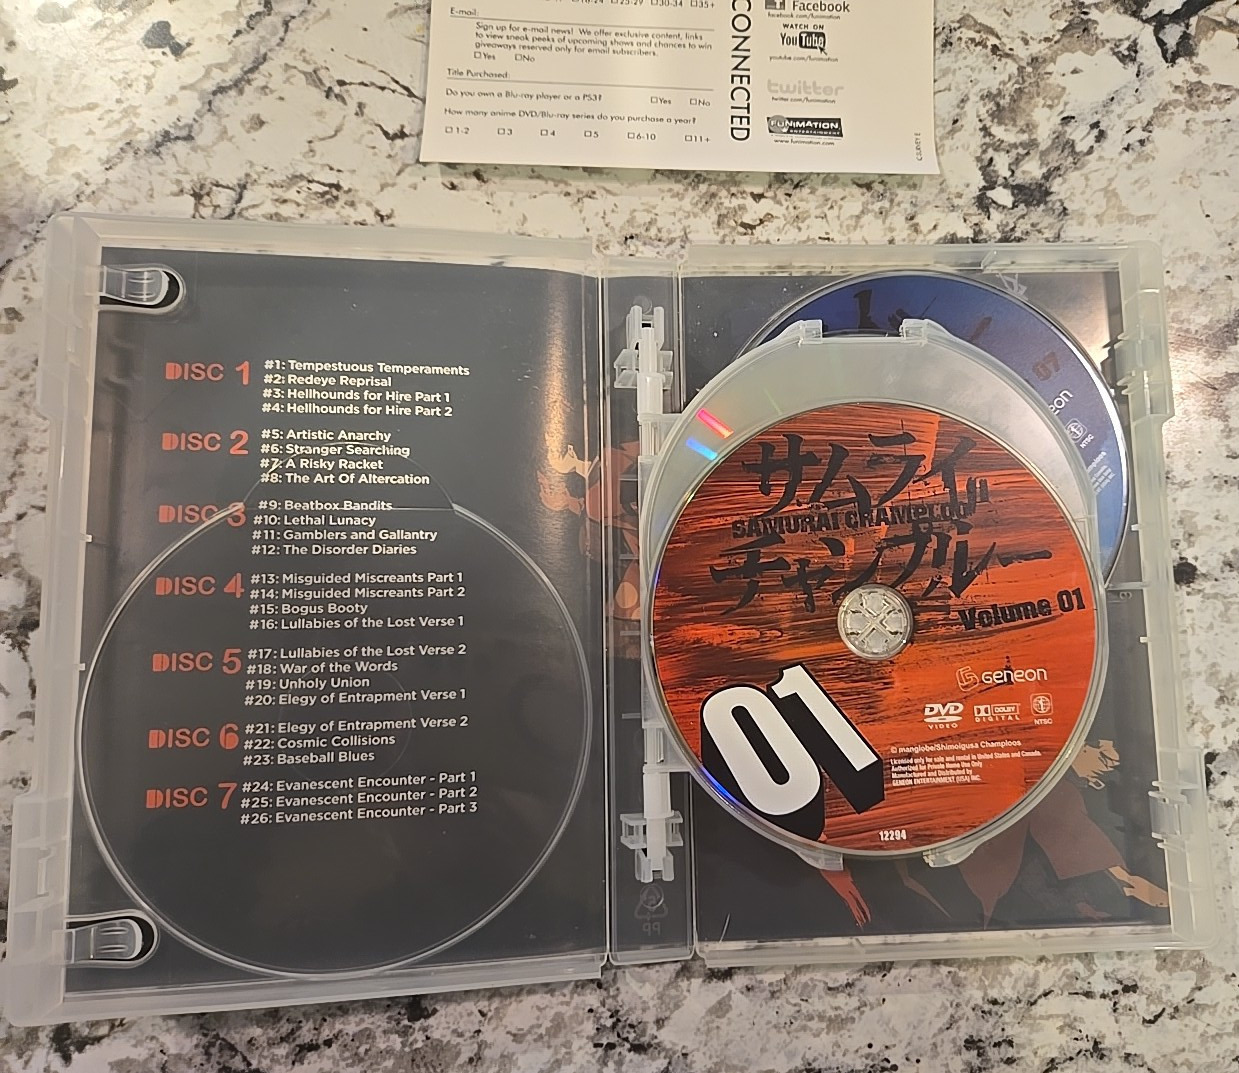 E-mail:
Sign up for e-mail news! We offer exclusive content, links
to view sneak peeks of upcoming shows and chances to win
giveaways reserved only for email subscribers.
☐Yes ☐No
Title Purchased:
Do you own a Blu-ray player or a PS3? ☐Yes ☐No
How many anime DVD/Blu-ray series do you purchase a year?
☐1-2 ☐3 ☐4 ☐5 ☐6-10 ☐11+
CONNECTED
Facebook
facebook.com/funimation
WATCH ON
YouTube
youtube.com/funimation
twitter
twitter.com/funimation
FUNIMATION
ENTERTAINMENT
www.funimation.com
DISC 1
#1: Tempestuous Temperaments
#2: Redeye Reprisal
#3: Hellhounds for Hire Part 1
#4: Hellhounds for Hire Part 2
DISC 2
#5: Artistic Anarchy
#6: Stranger Searching
#7: A Risky Racket
#8: The Art Of Altercation
DISC 3
#9: Beatbox Bandits
#10: Lethal Lunacy
#11: Gamblers and Gallantry
#12: The Disorder Diaries
DISC 4
#13: Misguided Miscreants Part 1
#14: Misguided Miscreants Part 2
#15: Bogus Booty
#16: Lullabies of the Lost Verse 1
DISC 5
#17: Lullabies of the Lost Verse 2
#18: War of the Words
#19: Unholy Union
#20: Elegy of Entrapment Verse 1
DISC 6
#21: Elegy of Entrapment Verse 2
#22: Cosmic Collisions
#23: Baseball Blues
DISC 7
#24: Evanescent Encounter - Part 1
#25: Evanescent Encounter - Part 2
#26: Evanescent Encounter - Part 3
PP
07
NTSC
サムライ
SAMURAI CHAMPLOO
チャンプルー
Volume 01
01
GENEON
DVD
VIDEO
DOLBY
DIGITAL
NTSC
© manglobe/Shimoigusa Champloos
Licensed only for sale and rental in United States and Canada.
Authorized for Private Home Use Only
Manufactured and Distributed by
GENEON ENTERTAINMENT (USA) INC.
12294